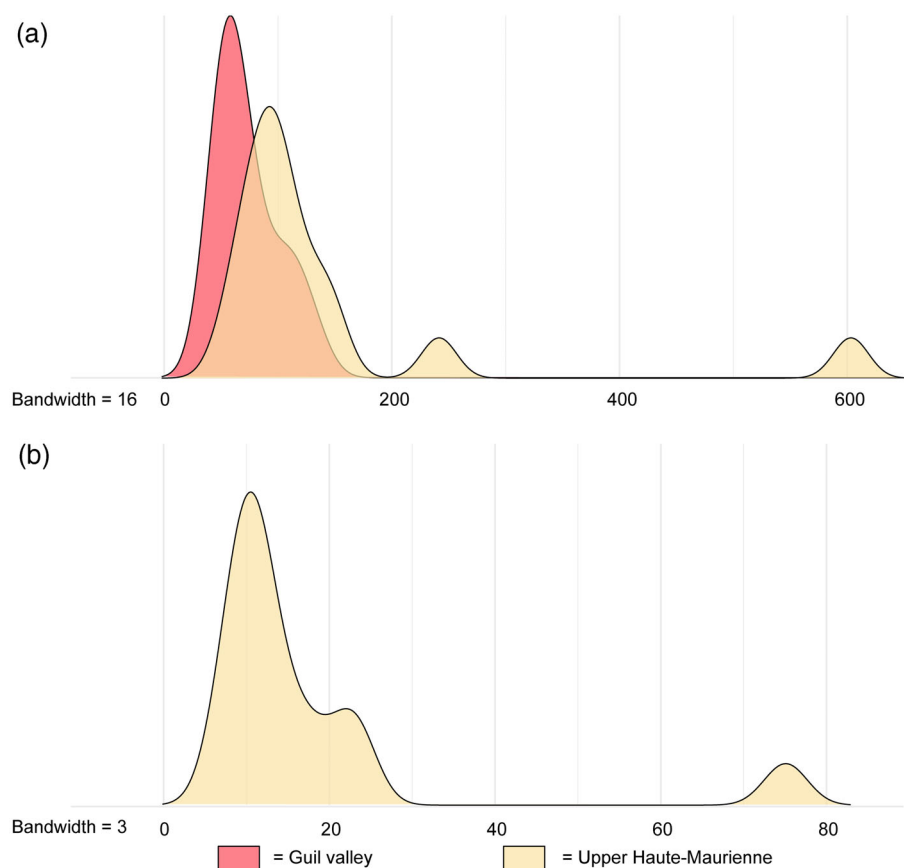 (a)
Bandwidth = 16 0 200 400 600
(b)
Bandwidth = 3 0 20 40 60 80
= Guil valley = Upper Haute-Maurienne